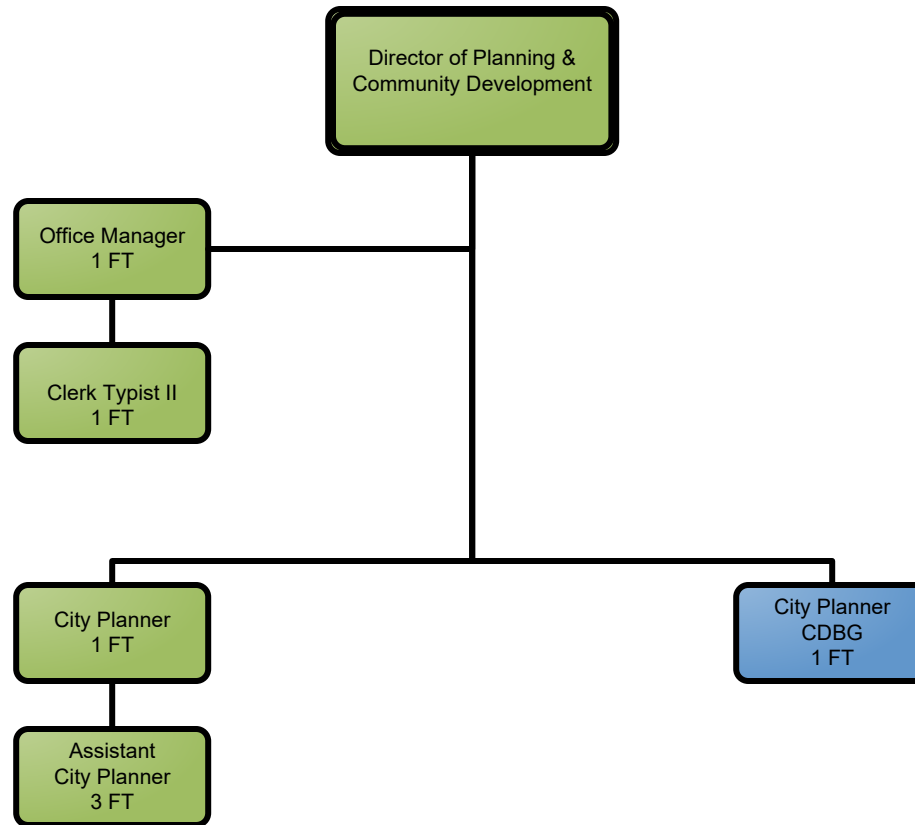 Director of Planning &
Community Development
Office Manager
1 FT
Clerk Typist II
1 FT
City Planner
1 FT
City Planner
CDBG
1 FT
Assistant
City Planner
3 FT